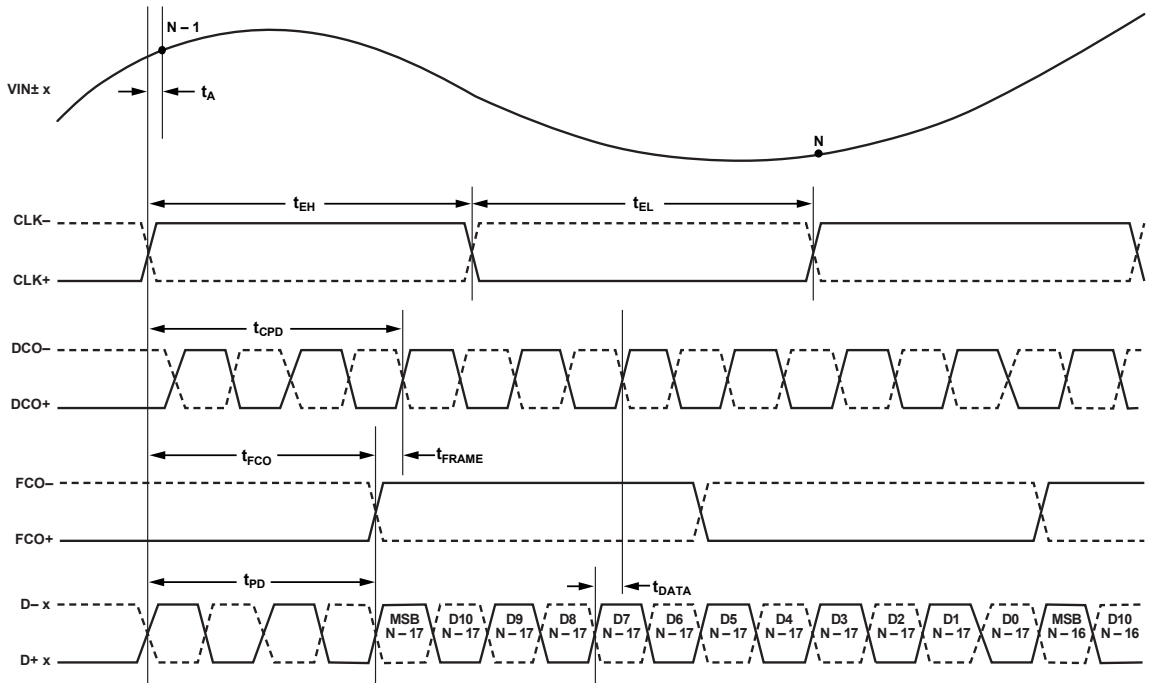 N – 1
VIN± x
tA
N
tEH
tEL
CLK–
CLK+
tCPD
DCO–
DCO+
tFCO
tFRAME
FCO–
FCO+
tPD
tDATA
D– x
MSB N – 17
D10 N – 17
D9 N – 17
D8 N – 17
D7 N – 17
D6 N – 17
D5 N – 17
D4 N – 17
D3 N – 17
D2 N – 17
D1 N – 17
D0 N – 17
MSB N – 16
D10 N – 16
D+ x